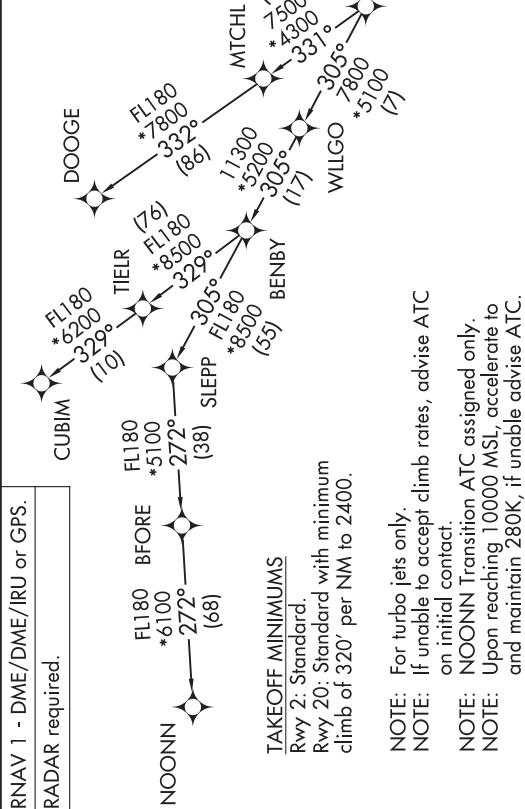 RNAV 1 - DME/DME/IRU or GPS.
RADAR required.
CUBIM
FL180
*6200
329°
(10)
TIELR
(76)
FL180
*8500
329°
DOOGE
FL180
*7800
332°
(86)
MTCHL
7500
*4300
331°
305°
7800
*5100
(7)
WLLGO
11300
*5200
305°
(17)
BENBY
305°
FL180
*8500
(55)
SLEPP
FL180
*5100
272°
(38)
BFORE
FL180
*6100
272°
(68)
NOONN
TAKEOFF MINIMUMS
Rwy 2: Standard.
Rwy 20: Standard with minimum
climb of 320' per NM to 2400.
NOTE: For turbo jets only.
NOTE: If unable to accept climb rates, advise ATC
on initial contact.
NOTE: NOONN Transition ATC assigned only.
NOTE: Upon reaching 10000 MSL, accelerate to
and maintain 280K, if unable advise ATC.